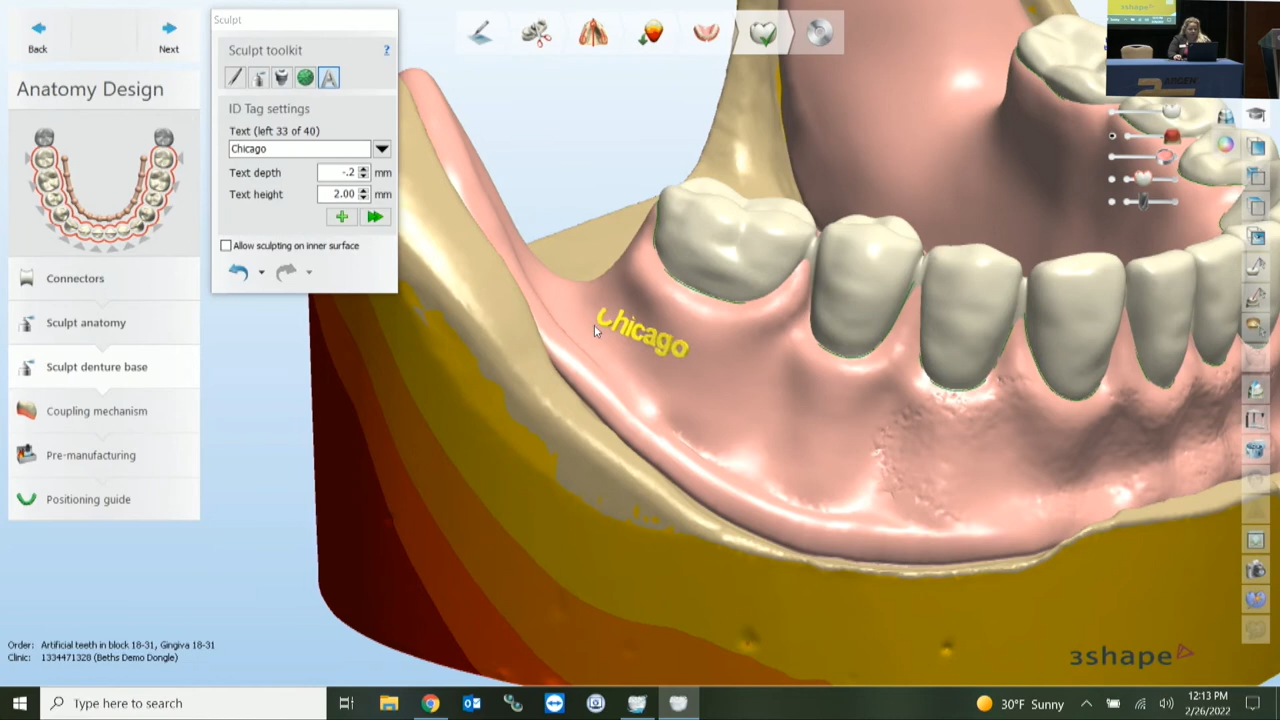 Back
Next
Anatomy Design
Connectors
Sculpt anatomy
Sculpt denture base
Coupling mechanism
Pre-manufacturing
Positioning guide
Sculpt
Sculpt toolkit
?
ID Tag settings
Text (left 33 of 40)
Chicago
Text depth
-.2
mm
Text height
2.00
mm
Allow sculpting on inner surface
Chicago
3shape
ARGEN
Order: Artificial teeth in block 18-31, Gingiva 18-31
Clinic: 1334471328 (Beths Demo Dongle)
3shape
Type here to search
30°F Sunny
12:13 PM
2/26/2022